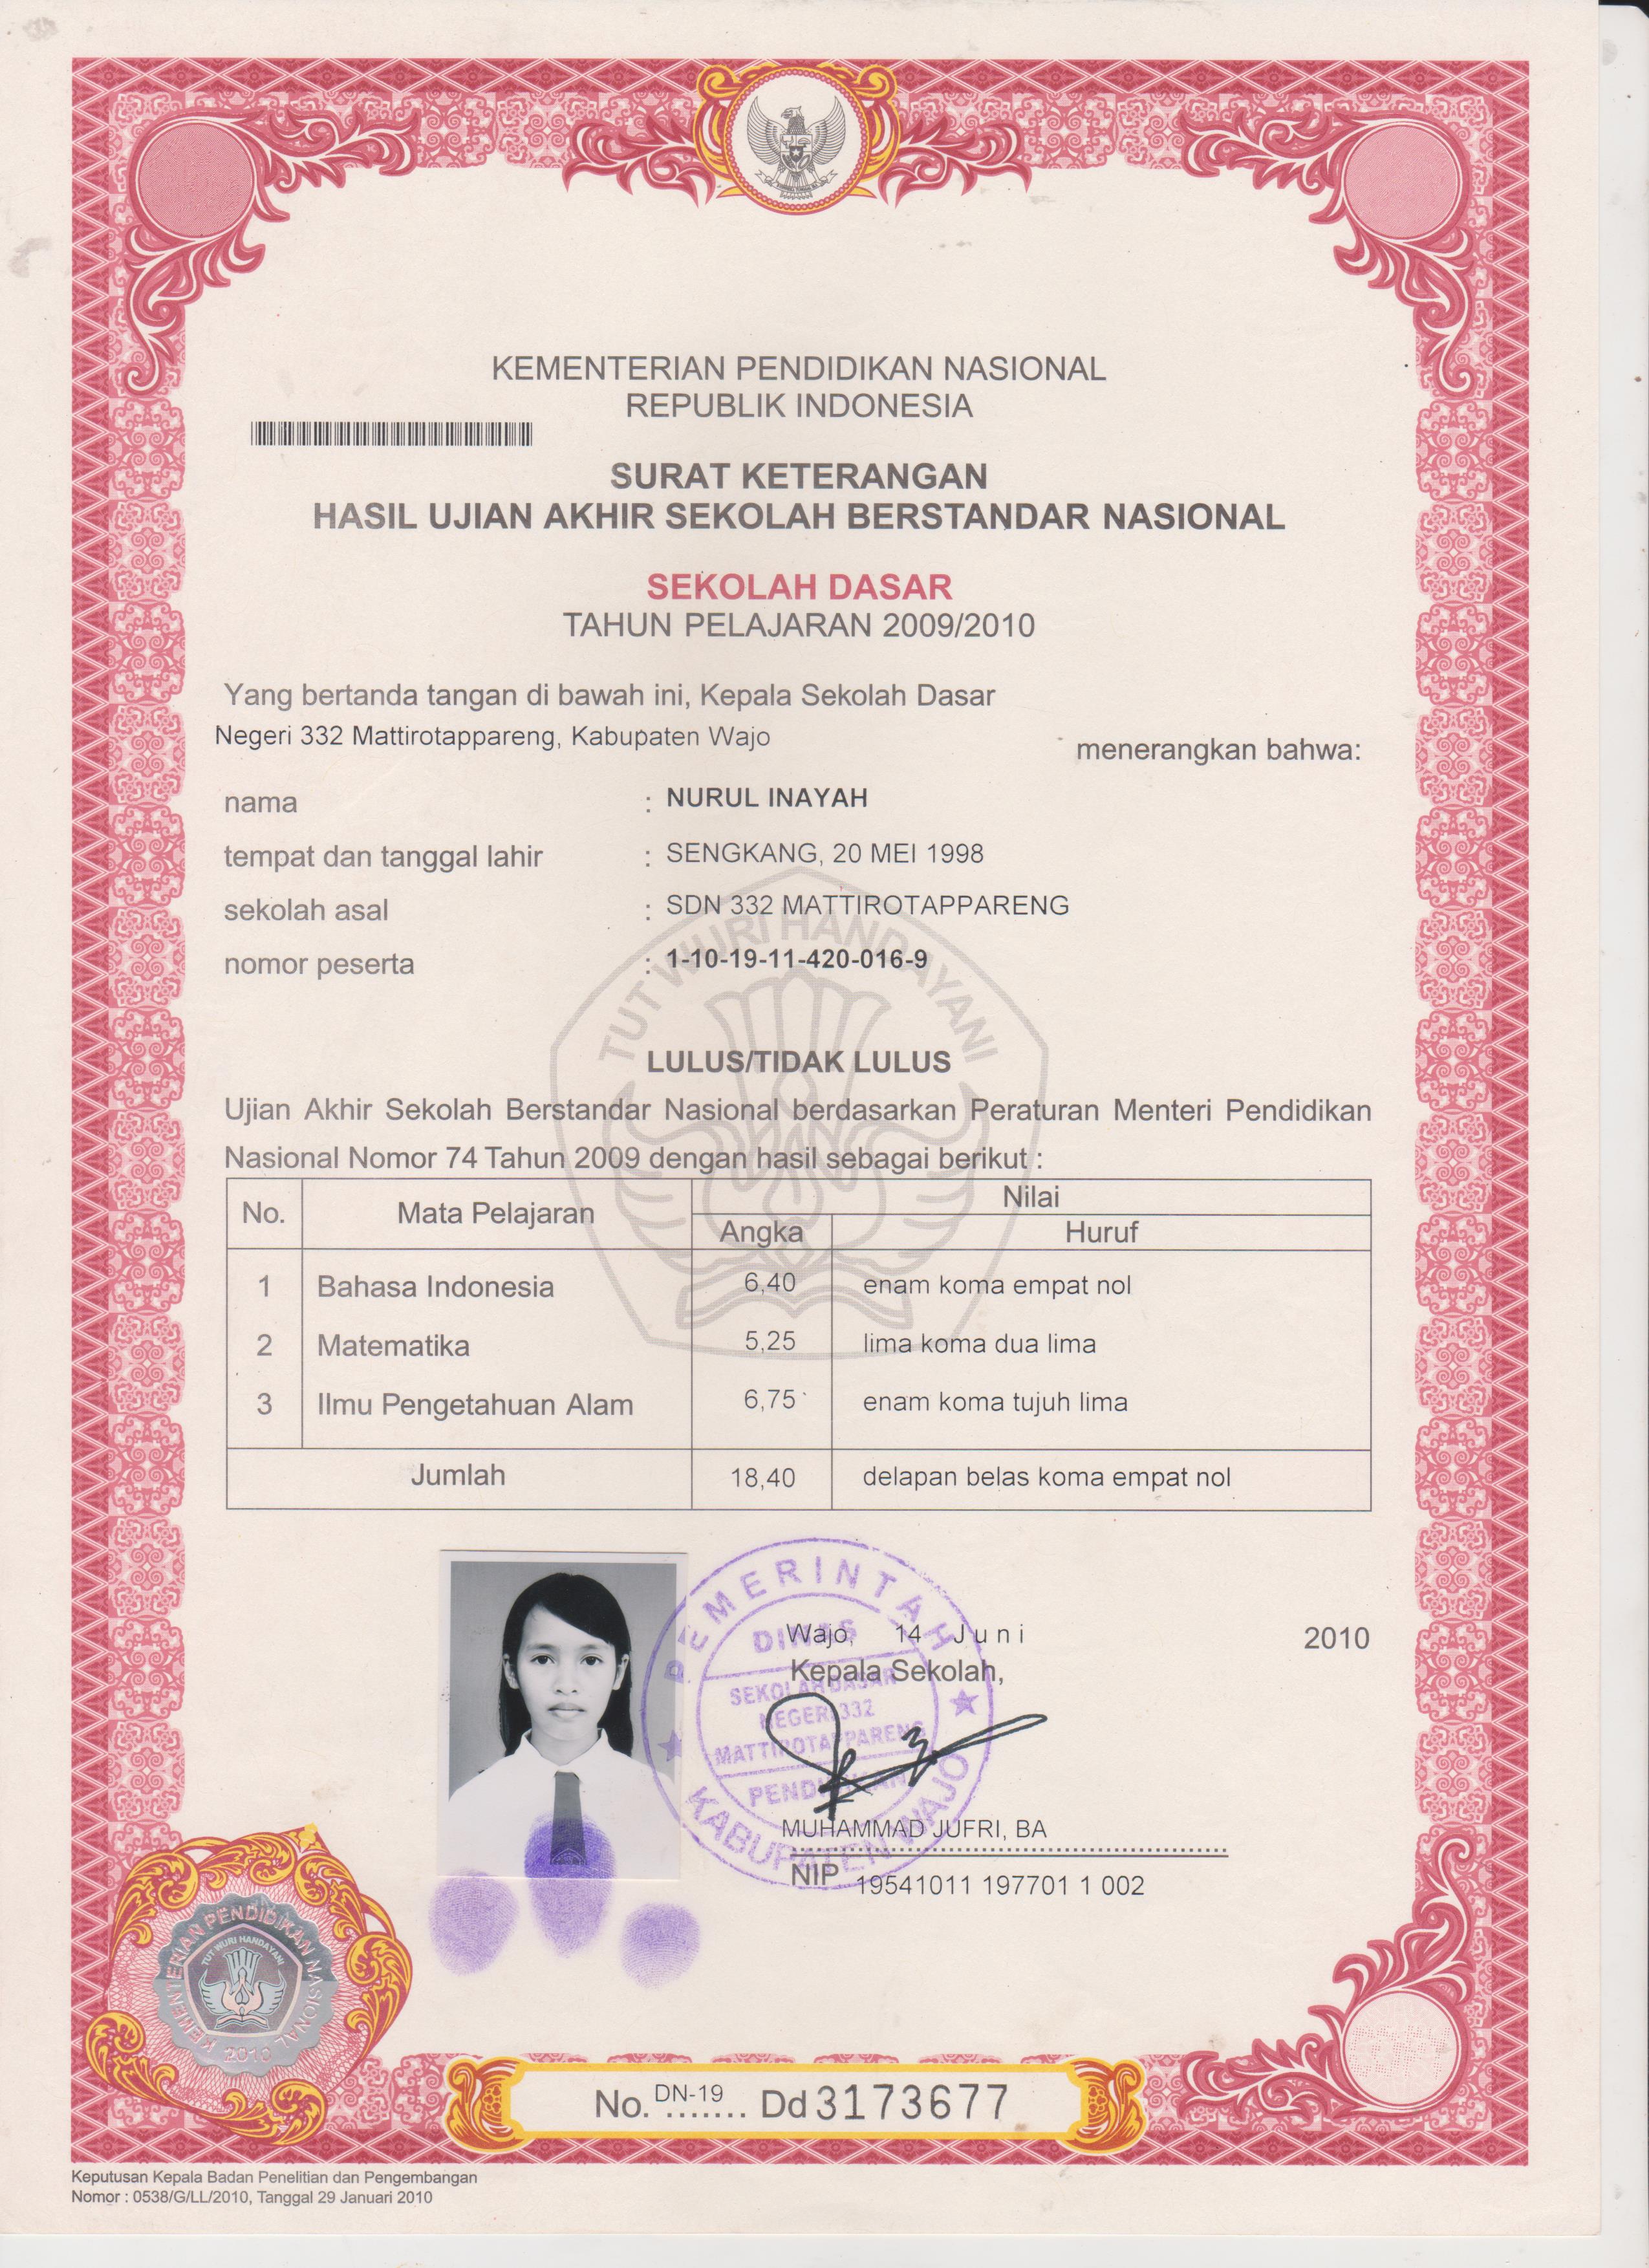 KEMENTERIAN PENDIDIKAN NASIONAL
REPUBLIK INDONESIA
SURAT KETERANGAN
HASIL UJIAN AKHIR SEKOLAH BERSTANDAR NASIONAL
SEKOLAH DASAR
TAHUN PELAJARAN 2009/2010
Yang bertanda tangan di bawah ini, Kepala Sekolah Dasar
Negeri 332 Mattirotappareng, Kabupaten Wajo menerangkan bahwa:
nama : NURUL INAYAH
tempat dan tanggal lahir : SENGKANG, 20 MEI 1998
sekolah asal : SDN 332 MATTIROTAPPARENG
nomor peserta : 1-10-19-11-420-016-9
TUT WURI HANDAYANI
LULUS/TIDAK LULUS
Ujian Akhir Sekolah Berstandar Nasional berdasarkan Peraturan Menteri Pendidikan
Nasional Nomor 74 Tahun 2009 dengan hasil sebagai berikut :
No. Mata Pelajaran Nilai
Angka Huruf
1 Bahasa Indonesia 6,40 enam koma empat nol
2 Matematika 5,25 lima koma dua lima
3 Ilmu Pengetahuan Alam 6,75 enam koma tujuh lima
Jumlah 18,40 delapan belas koma empat nol
PEMERINTAH
DINAS
SEKOLAH DASAR
NEGERI 332
MATTIROTAPPARENG
PENDIDIKAN
KABUPATEN WAJO
Wajo, 14 Juni 2010
Kepala Sekolah,
MUHAMMAD JUFRI, BA
NIP 19541011 197701 1 002
KEMENTERIAN PENDIDIKAN NASIONAL
TUT WURI HANDAYANI
2010
No. DN-19 Dd 3173677
Keputusan Kepala Badan Penelitian dan Pengembangan
Nomor : 0538/G/LL/2010, Tanggal 29 Januari 2010